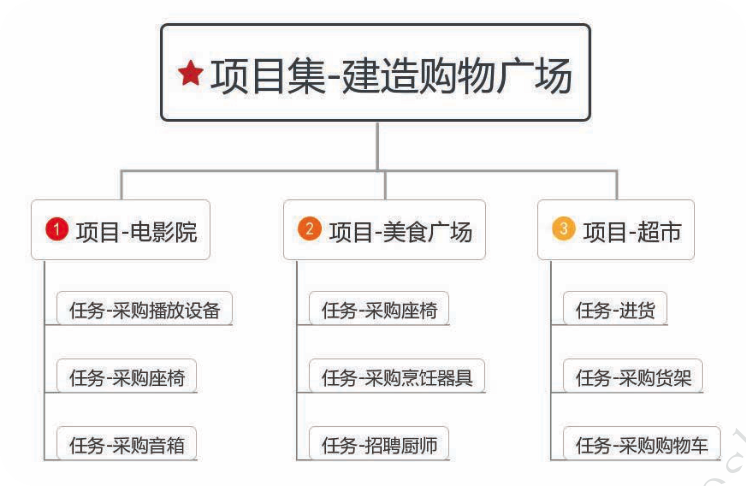 项目集-建造购物广场
1 项目-电影院
任务-采购播放设备
任务-采购座椅
任务-采购音箱
2 项目-美食广场
任务-采购座椅
任务-采购烹饪器具
任务-招聘厨师
3 项目-超市
任务-进货
任务-采购货架
任务-采购购物车